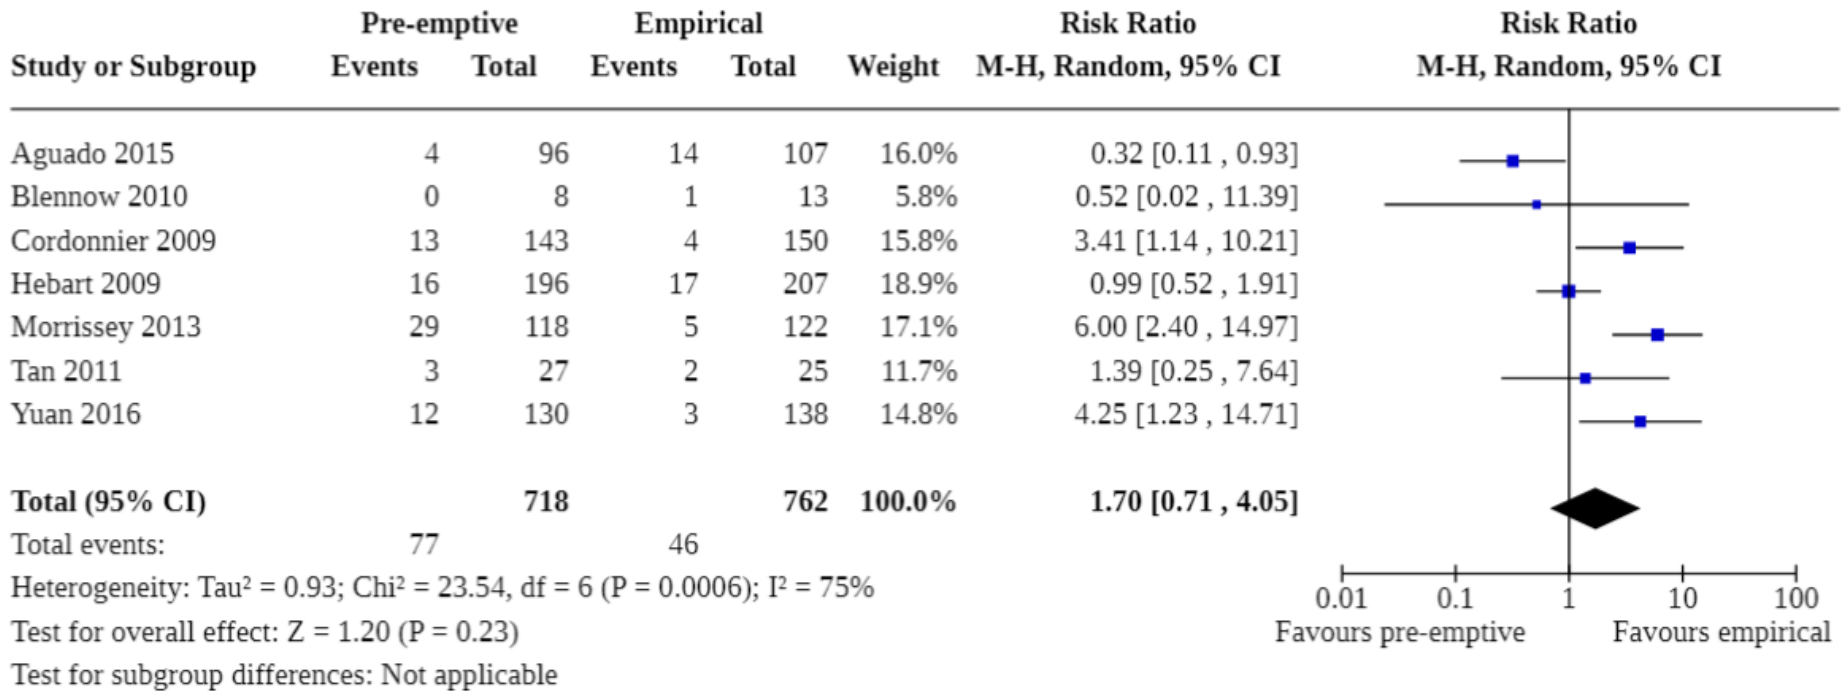 Pre-emptive Empirical Risk Ratio Risk Ratio
Study or Subgroup Events Total Events Total Weight M-H, Random, 95% CI M-H, Random, 95% CI
Aguado 2015 4 96 14 107 16.0% 0.32 [0.11 , 0.93]
Blennow 2010 0 8 1 13 5.8% 0.52 [0.02 , 11.39]
Cordonnier 2009 13 143 4 150 15.8% 3.41 [1.14 , 10.21]
Hebart 2009 16 196 17 207 18.9% 0.99 [0.52 , 1.91]
Morrissey 2013 29 118 5 122 17.1% 6.00 [2.40 , 14.97]
Tan 2011 3 27 2 25 11.7% 1.39 [0.25 , 7.64]
Yuan 2016 12 130 3 138 14.8% 4.25 [1.23 , 14.71]
Total (95% CI) 718 762 100.0% 1.70 [0.71 , 4.05]
Total events: 77 46
Heterogeneity: Tau² = 0.93; Chi² = 23.54, df = 6 (P = 0.0006); I² = 75%
0.01 0.1 1 10 100
Test for overall effect: Z = 1.20 (P = 0.23)
Favours pre-emptive Favours empirical
Test for subgroup differences: Not applicable